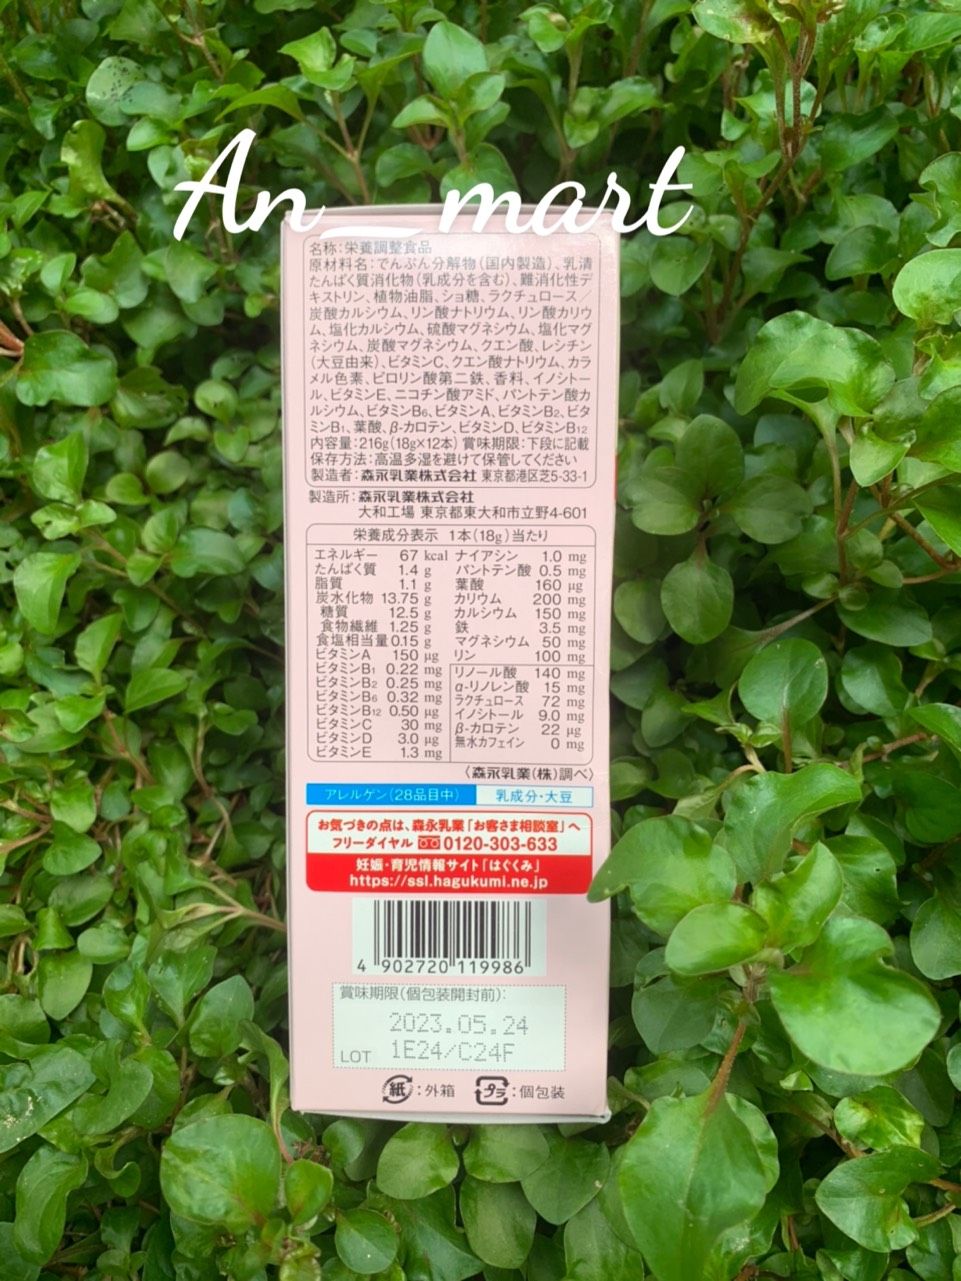 An_mart
名称:栄養調整食品
原材料名:でんぷん分解物(国内製造)、乳清
たんぱく質消化物(乳成分を含む)、難消化性デ
キストリン、植物油脂、ショ糖、ラクチュロース/
炭酸カルシウム、リン酸ナトリウム、リン酸カリウ
ム、塩化カルシウム、硫酸マグネシウム、塩化マグ
ネシウム、炭酸マグネシウム、クエン酸、レシチン
(大豆由来)、ビタミンC、クエン酸ナトリウム、カラ
メル色素、ピロリン酸第二鉄、香料、イノシトー
ル、ビタミンE、ニコチン酸アミド、パントテン酸カ
ルシウム、ビタミンB6、ビタミンA、ビタミンB2、ビタ
ミンB1、葉酸、β-カロテン、ビタミンD、ビタミンB12
内容量:216g(18g×12本) 賞味期限:下段に記載
保存方法:高温多湿を避けて保管してください
製造者:森永乳業株式会社 東京都港区芝5-33-1
製造所:森永乳業株式会社
大和工場 東京都東大和市立野4-601
栄養成分表示 1本(18g)当たり
エネルギー 67 kcal ナイアシン 1.0 mg
たんぱく質 1.4 g パントテン酸 0.5 mg
脂質 1.1 g 葉酸 160 μg
炭水化物 13.75 g カリウム 200 mg
糖質 12.5 g カルシウム 150 mg
食物繊維 1.25 g 鉄 3.5 mg
食塩相当量 0.15 g マグネシウム 50 mg
ビタミンA 150 μg リン 100 mg
ビタミンB1 0.22 mg リノール酸 140 mg
ビタミンB2 0.25 mg α-リノレン酸 15 mg
ビタミンB6 0.32 mg ラクチュロース 72 mg
ビタミンB12 0.50 μg イノシトール 9.0 mg
ビタミンC 30 mg β-カロテン 22 μg
ビタミンD 3.0 μg 無水カフェイン 0 mg
ビタミンE 1.3 mg
〈森永乳業(株)調べ〉
アレルゲン(28品目中) 乳成分・大豆
お気づきの点は、森永乳業「お客さま相談室」へ
フリーダイヤル 0120-303-633
妊娠・育児情報サイト「はぐくみ」
https://ssl.hagukumi.ne.jp
4 902720 119986
賞味期限(個包装開封前):
2023.05.24
LOT 1E24/C24F
紙:外箱 プラ:個包装